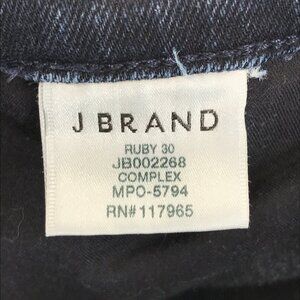 J BRAND
RUBY 30
JB002268
COMPLEX
MPO-5794
RN# 117965